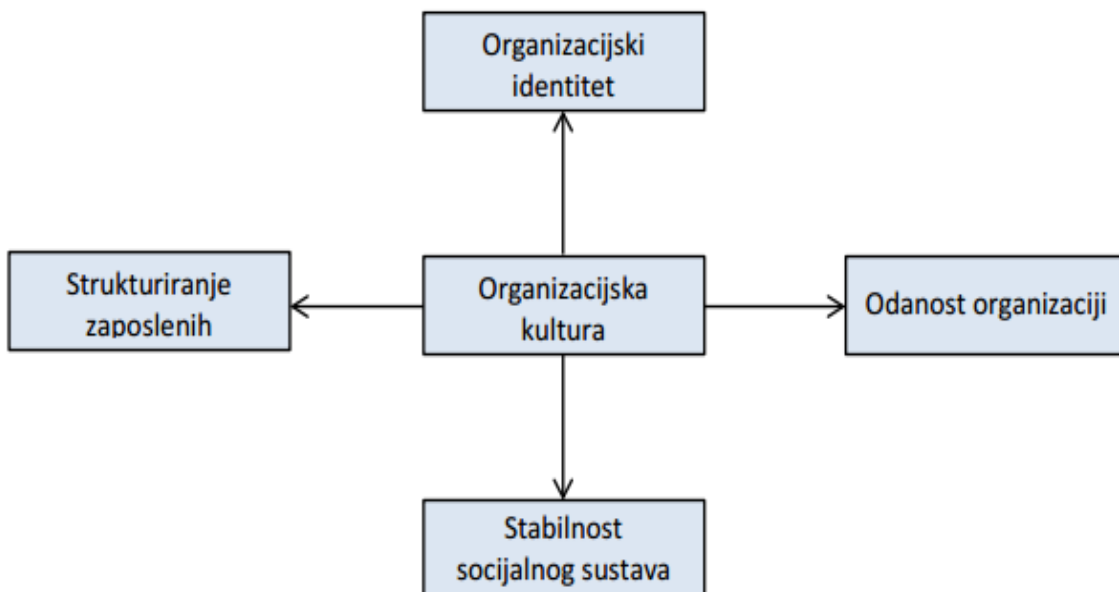 Organizacijski
identitet
Strukturiranje
zaposlenih
Organizacijska
kultura
Odanost organizaciji
Stabilnost
socijalnog sustava